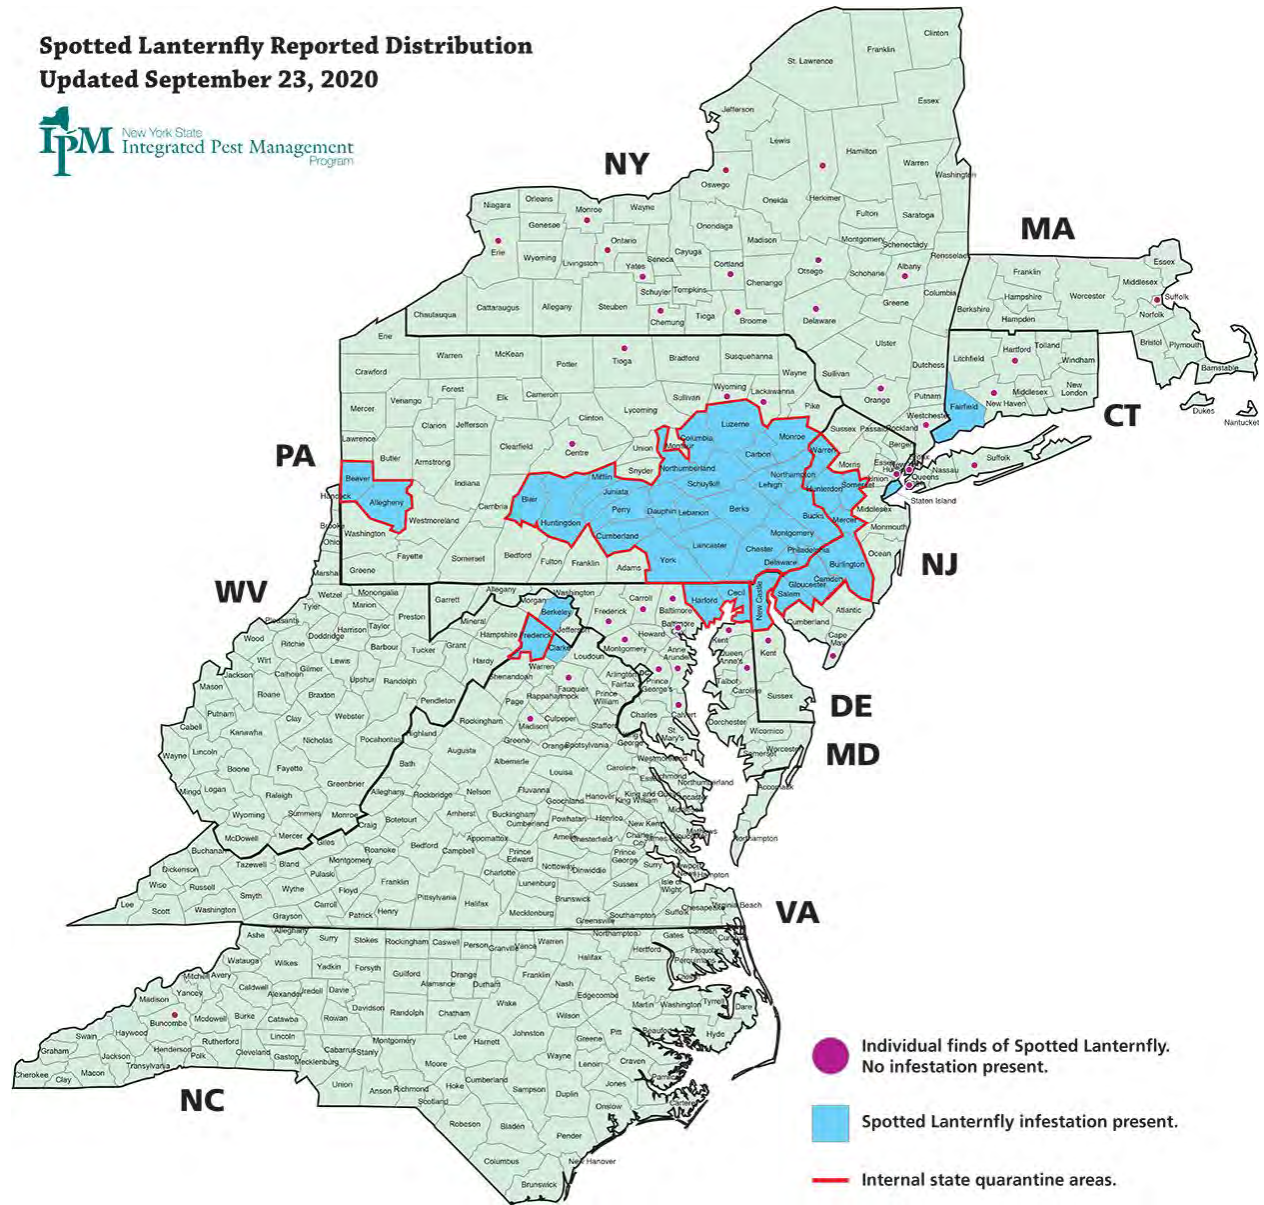 Spotted Lanternfly Reported Distribution
Updated September 23, 2020
IPM
New York State
Integrated Pest Management
Program
NY
MA
CT
PA
NJ
WV
DE
MD
VA
NC
Clinton
Franklin
St. Lawrence
Essex
Jefferson
Lewis
Hamilton
Warren
Washington
Oswego
Oneida
Herkimer
Fulton
Saratoga
Niagara
Orleans
Monroe
Wayne
Genesee
Onondaga
Madison
Montgomery
Schenectady
Rensselaer
Erie
Wyoming
Livingston
Ontario
Yates
Seneca
Cayuga
Cortland
Chenango
Otsego
Schoharie
Albany
Greene
Columbia
Schuyler
Tompkins
Tioga
Broome
Delaware
Chautauqua
Cattaraugus
Allegany
Steuben
Chemung
Ulster
Dutchess
Sullivan
Orange
Putnam
Westchester
Rockland
Nassau
Suffolk
Queens
Staten Island
Franklin
Hampshire
Hampden
Berkshire
Worcester
Middlesex
Essex
Suffolk
Norfolk
Bristol
Plymouth
Barnstable
Dukes
Nantucket
Litchfield
Hartford
Tolland
Windham
Fairfield
New Haven
Middlesex
New
London
Erie
Crawford
Warren
McKean
Potter
Tioga
Bradford
Susquehanna
Wayne
Wyoming
Lackawanna
Sullivan
Pike
Mercer
Venango
Forest
Elk
Cameron
Clinton
Lycoming
Clarion
Jefferson
Clearfield
Centre
Union
Snyder
Columbia
Luzerne
Monroe
Carbon
Northampton
Lehigh
Northumberland
Schuylkill
Lawrence
Butler
Armstrong
Indiana
Beaver
Allegheny
Westmoreland
Cambria
Blair
Mifflin
Juniata
Perry
Dauphin
Lebanon
Berks
Bucks
Montgomery
Philadelphia
Huntingdon
Cumberland
Lancaster
Chester
Delaware
Washington
Greene
Fayette
Somerset
Bedford
Fulton
Franklin
Adams
York
Sussex
Passaic
Bergen
Warren
Morris
Essex
Union
Hunterdon
Somerset
Middlesex
Mercer
Monmouth
Ocean
Burlington
Camden
Gloucester
Salem
Atlantic
Cumberland
Cape
May
New Castle
Kent
Sussex
Garrett
Allegany
Washington
Frederick
Carroll
Baltimore
Baltimore
Harford
Cecil
Howard
Montgomery
Kent
Queen
Anne's
Anne
Arundel
Prince
George's
Talbot
Caroline
Calvert
Charles
St.
Mary's
Dorchester
Wicomico
Worcester
Somerset
Hancock
Brooke
Ohio
Marshall
Wetzel
Monongalia
Marion
Tyler
Pleasants
Preston
Morgan
Berkeley
Jefferson
Mineral
Hampshire
Wood
Ritchie
Doddridge
Harrison
Taylor
Barbour
Tucker
Grant
Hardy
Wirt
Jackson
Calhoun
Gilmer
Lewis
Upshur
Randolph
Pendleton
Mason
Roane
Braxton
Webster
Putnam
Cabell
Kanawha
Clay
Nicholas
Pocahontas
Wayne
Lincoln
Boone
Fayette
Greenbrier
Mingo
Logan
Raleigh
Wyoming
Summers
Monroe
McDowell
Mercer
Frederick
Clarke
Loudoun
Warren
Shenandoah
Fauquier
Arlington
Fairfax
Prince
William
Page
Rappahannock
Rockingham
Madison
Culpeper
Stafford
Greene
Orange
Spotsylvania
Highland
Augusta
Albemarle
Louisa
Caroline
Westmoreland
Bath
Rockbridge
Nelson
Fluvanna
Goochland
Hanover
King William
Northumberland
Alleghany
Botetourt
Amherst
Buckingham
Cumberland
Powhatan
Henrico
New Kent
Craig
Giles
Roanoke
Bedford
Campbell
Appomattox
Prince
Edward
Chesterfield
Nottoway
Dinwiddie
Prince
George
Surry
Accomack
Northampton
Buchanan
Dickenson
Tazewell
Bland
Montgomery
Pulaski
Floyd
Franklin
Pittsylvania
Charlotte
Lunenburg
Halifax
Mecklenburg
Brunswick
Greensville
Sussex
Southampton
Isle of
Wight
Hampton
Suffolk
Chesapeake
Virginia Beach
Wise
Russell
Lee
Scott
Washington
Smyth
Wythe
Grayson
Carroll
Patrick
Henry
Ashe
Alleghany
Surry
Stokes
Rockingham
Caswell
Person
Granville
Vance
Warren
Northampton
Gates
Halifax
Hertford
Perquimans
Watauga
Wilkes
Yadkin
Forsyth
Guilford
Alamance
Orange
Durham
Franklin
Nash
Bertie
Mitchell
Avery
Caldwell
Alexander
Iredell
Davie
Davidson
Randolph
Chatham
Wake
Edgecombe
Martin
Washington
Tyrrell
Dare
Madison
Yancey
Buncombe
McDowell
Burke
Catawba
Rowan
Wilson
Pitt
Beaufort
Hyde
Haywood
Swain
Graham
Cherokee
Clay
Macon
Jackson
Transylvania
Henderson
Polk
Rutherford
Cleveland
Lincoln
Gaston
Mecklenburg
Cabarrus
Stanly
Montgomery
Moore
Lee
Harnett
Johnston
Wayne
Greene
Lenoir
Craven
Jones
Union
Anson
Richmond
Scotland
Hoke
Cumberland
Sampson
Duplin
Onslow
Robeson
Bladen
Pender
Columbus
Brunswick
New Hanover
Individual finds of Spotted Lanternfly.
No infestation present.
Spotted Lanternfly infestation present.
Internal state quarantine areas.